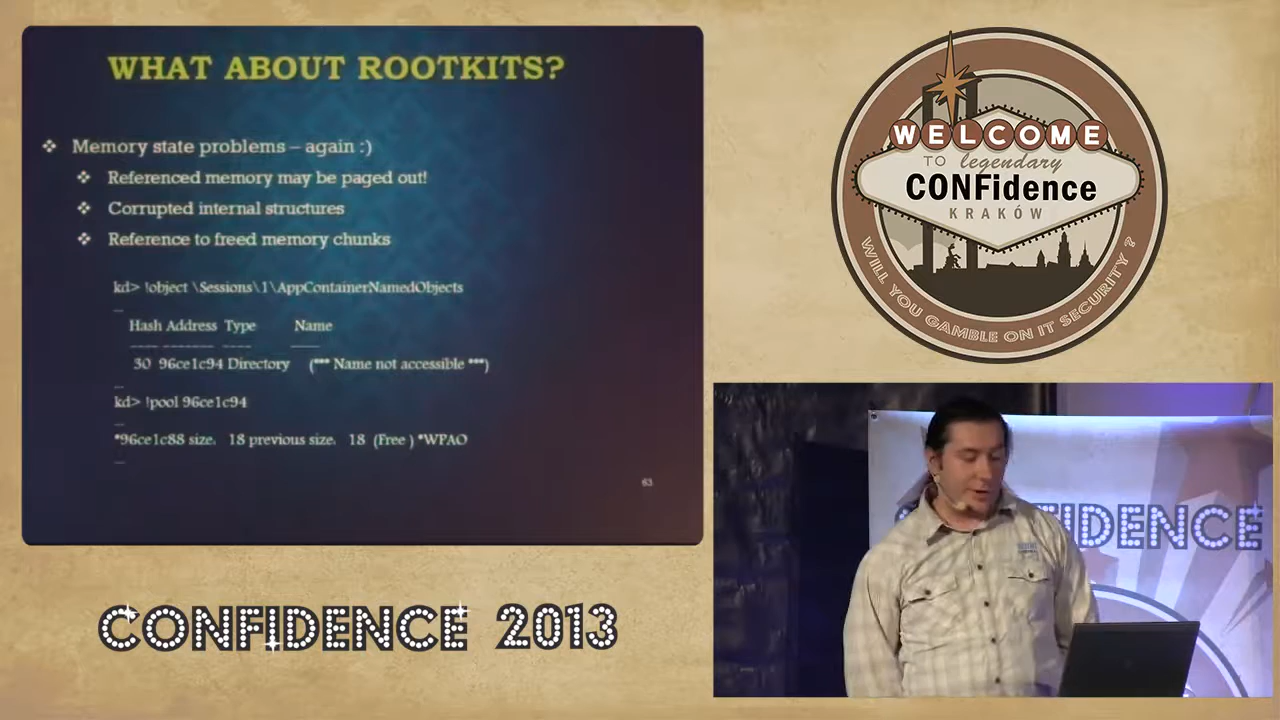 WHAT ABOUT ROOTKITS?
❖ Memory state problems – again :)
❖ Referenced memory may be paged out!
❖ Corrupted internal structures
❖ Reference to freed memory chunks
kd> !object \Sessions\1\AppContainerNamedObjects
...
Hash Address Type Name
---- ------- ---- ----
30 96ce1c94 Directory (*** Name not accessible ***)
...
kd> !pool 96ce1c94
...
*96ce1c88 size. 18 previous size. 18 (Free ) *WPAO
...
63
WELCOME
TO legendary
CONFidence
KRAKÓW
WILL YOU GAMBLE ON IT SECURITY ?
IDENCE
CONFIDENCE 2013